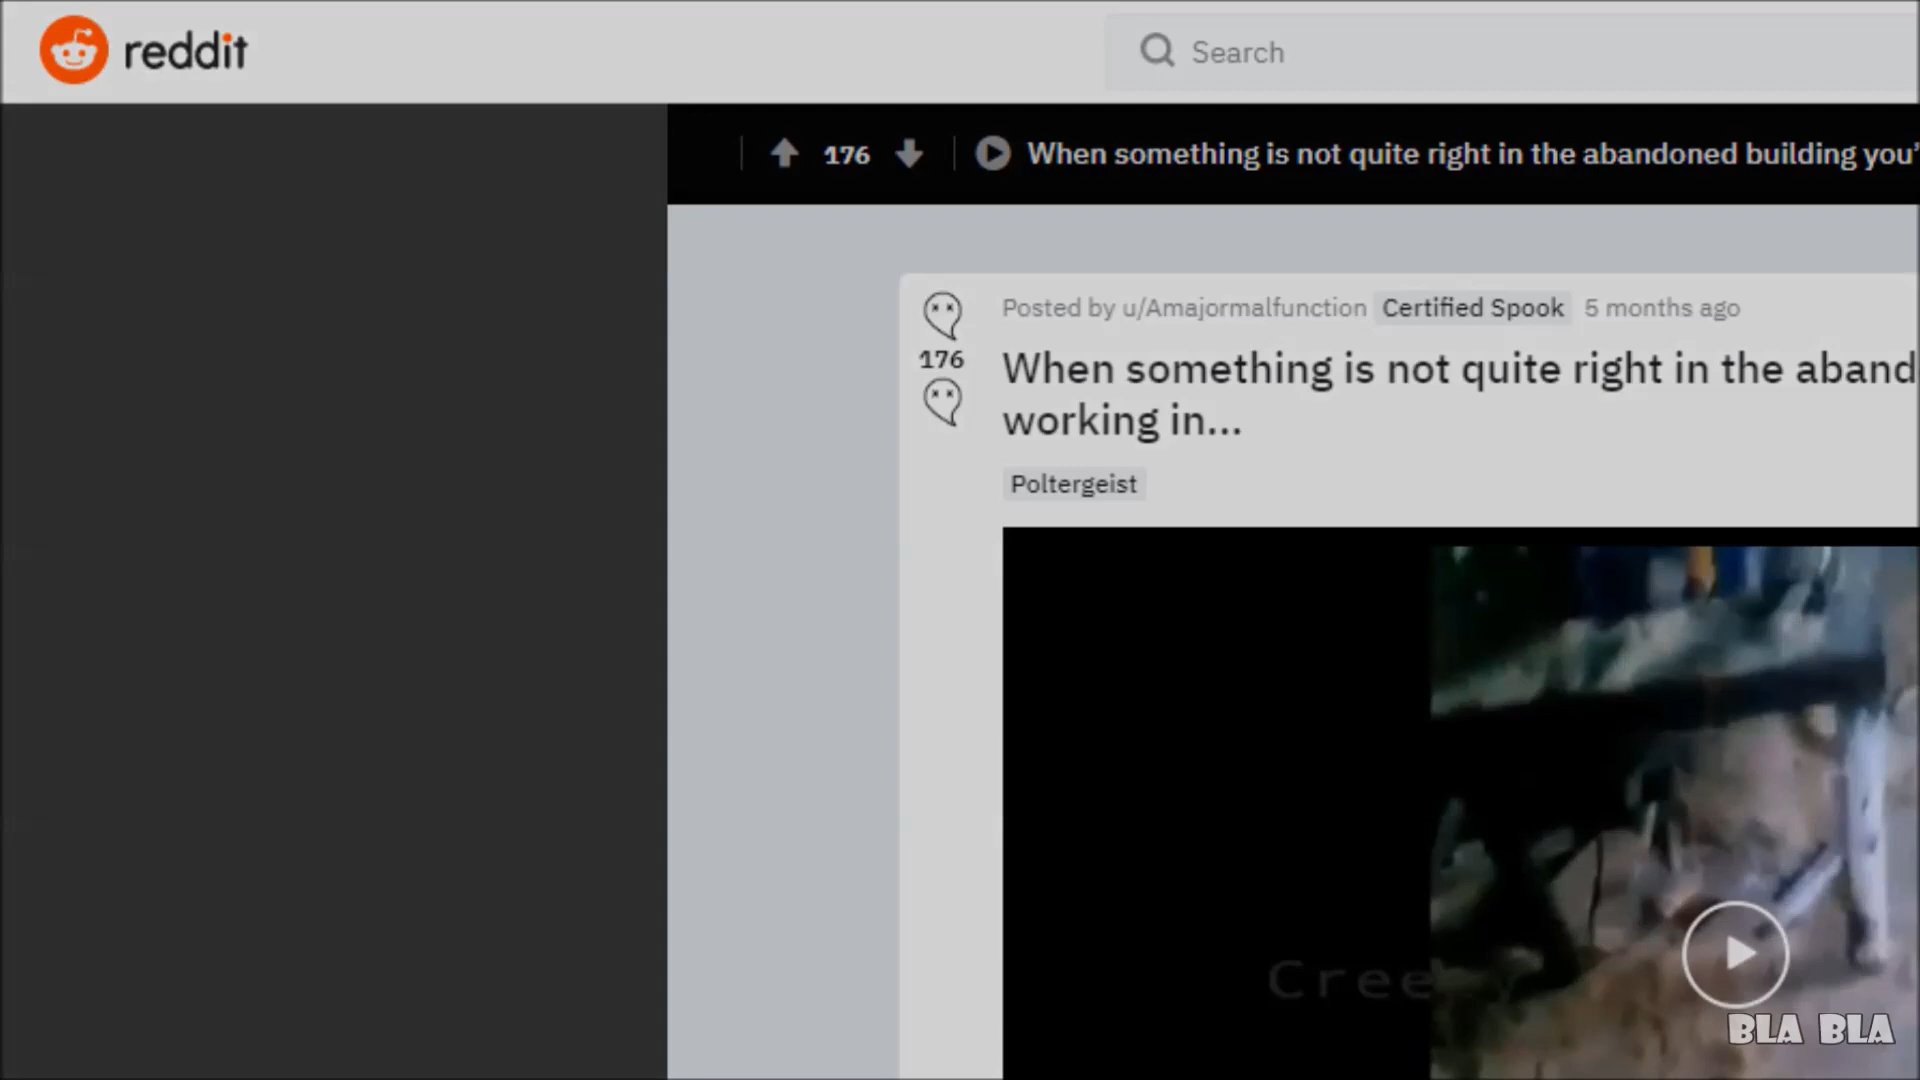 reddit
Search
176
When something is not quite right in the abandoned building you'
Posted by u/Amajormalfunction Certified Spook 5 months ago
176
When something is not quite right in the aband
working in...
Poltergeist
Cree
BLA BLA